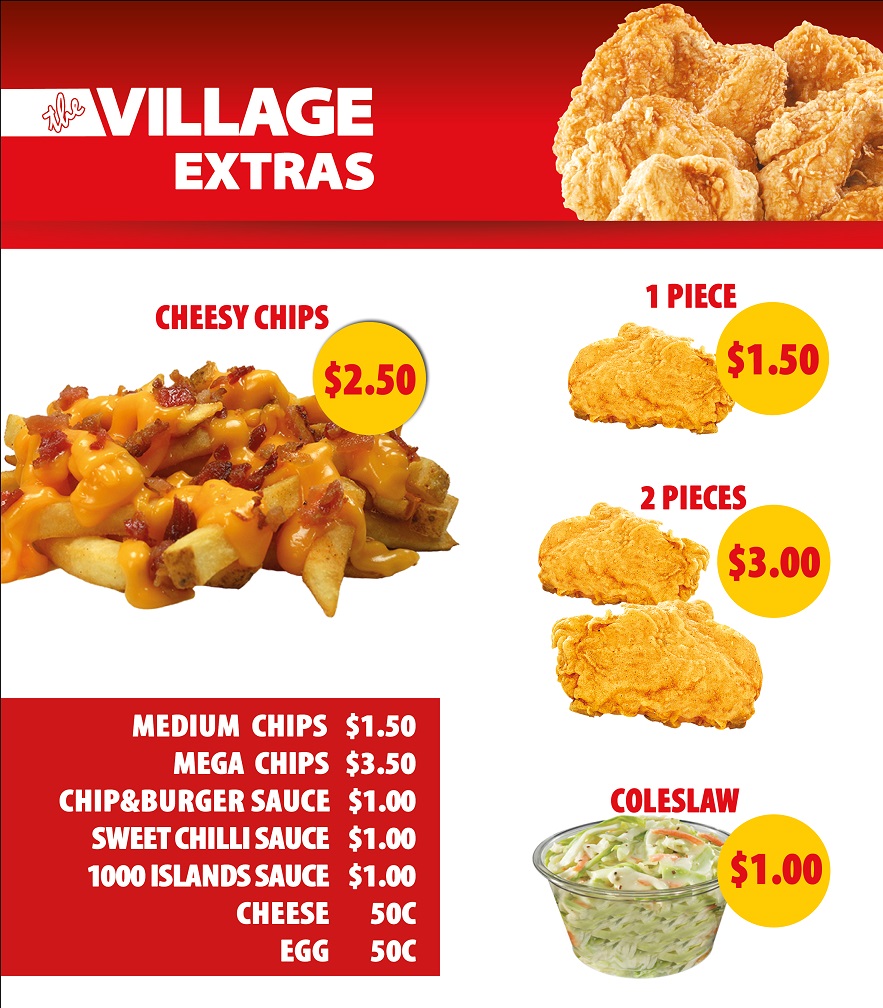 the VILLAGE
EXTRAS
CHEESY CHIPS
$2.50
1 PIECE
$1.50
2 PIECES
$3.00
MEDIUM CHIPS $1.50
MEGA CHIPS $3.50
CHIP&BURGER SAUCE $1.00
SWEET CHILLI SAUCE $1.00
1000 ISLANDS SAUCE $1.00
CHEESE 50C
EGG 50C
COLESLAW
$1.00